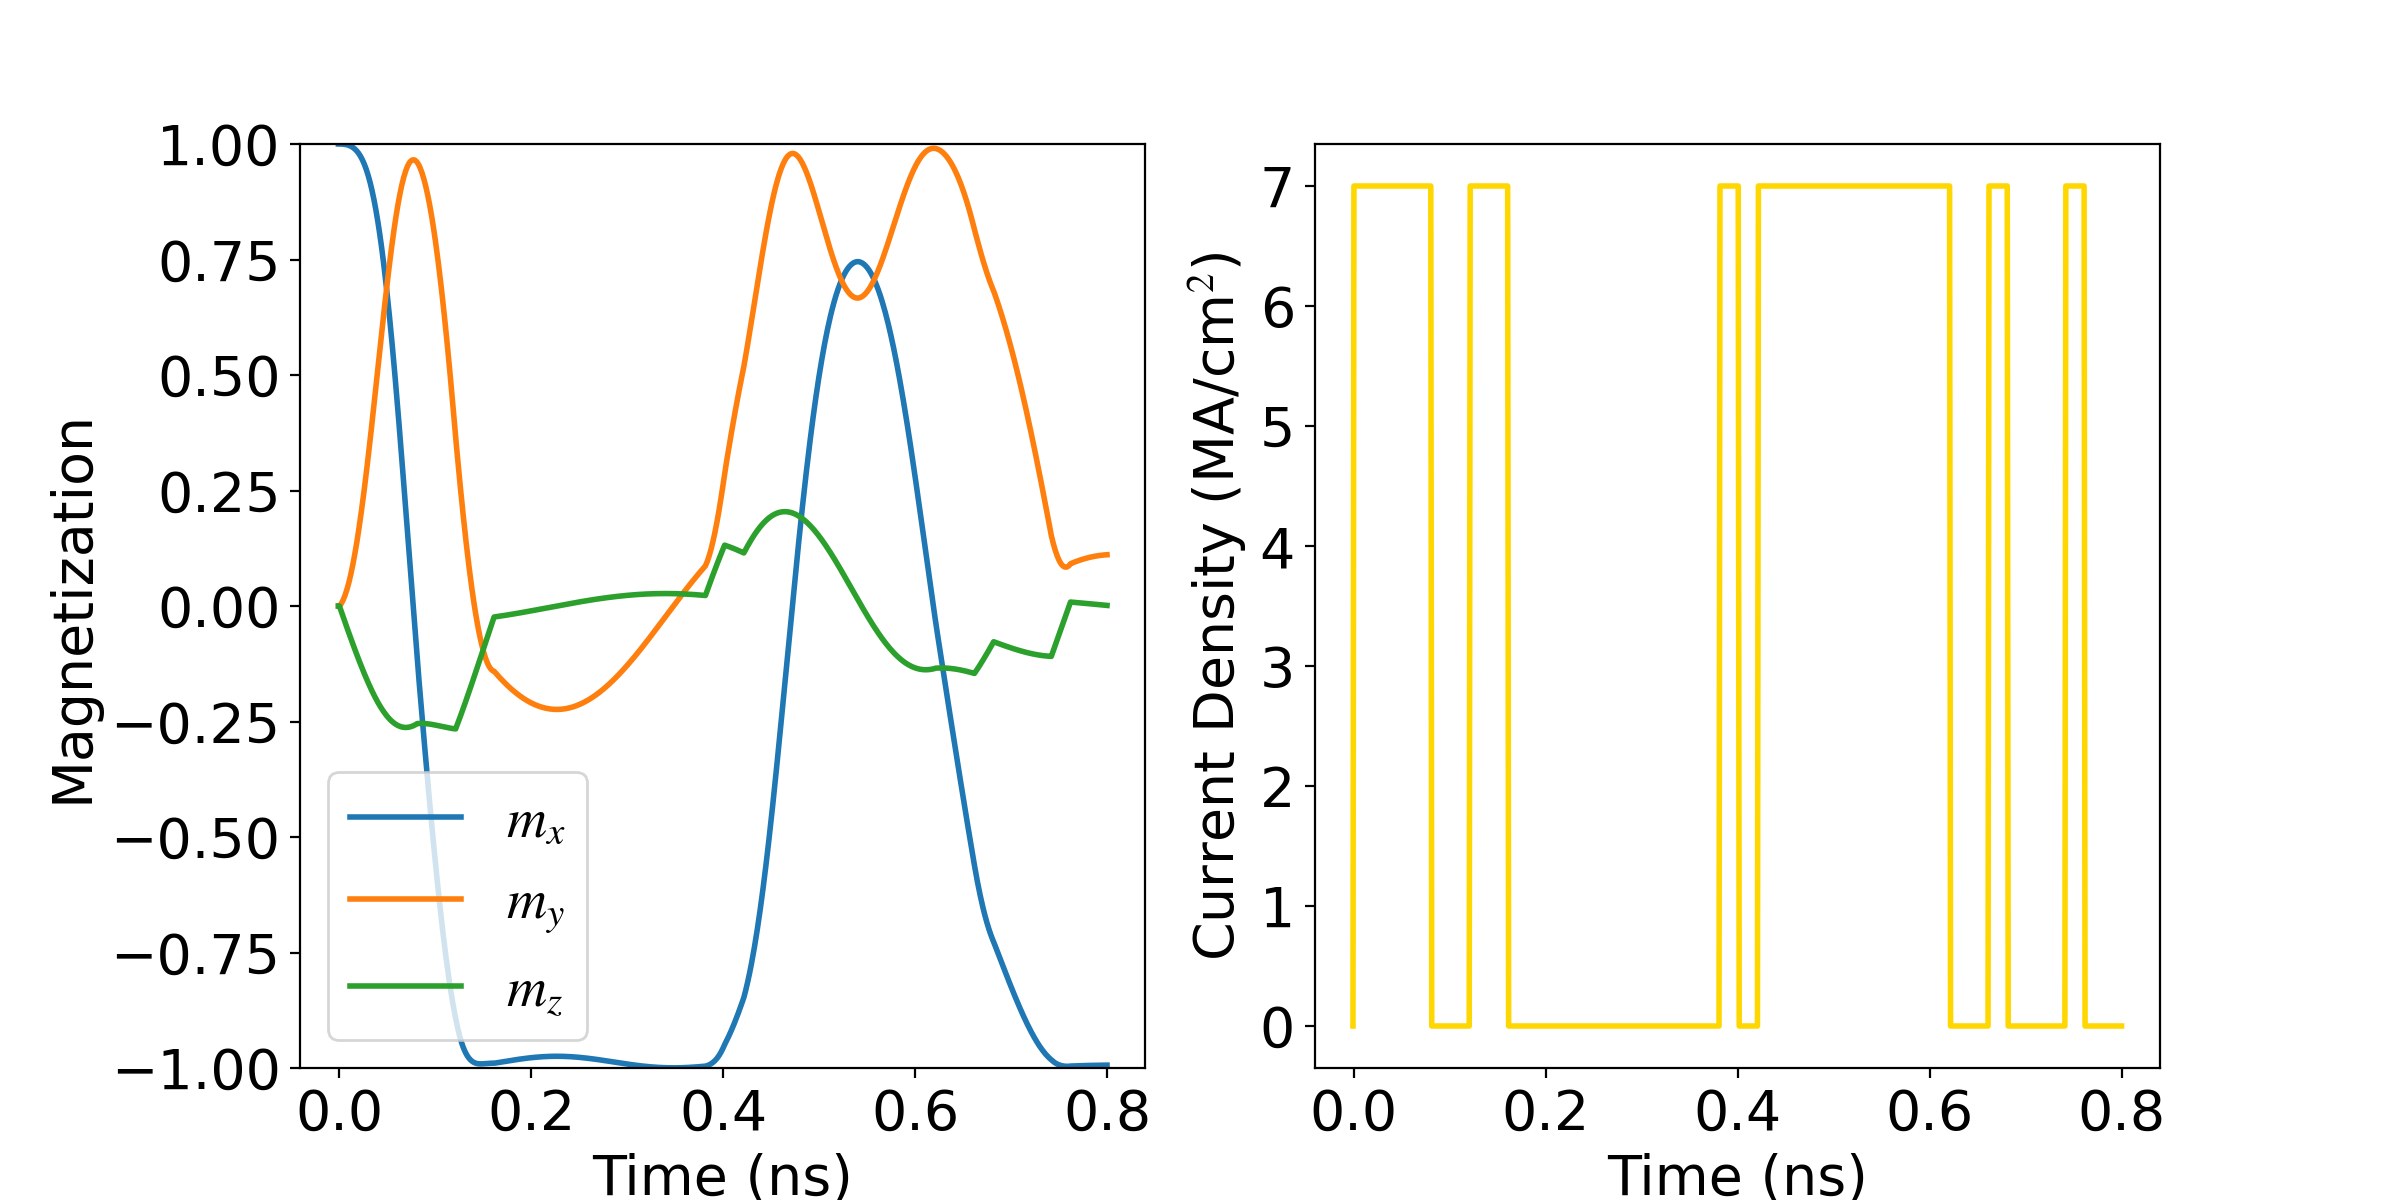 1.00
0.75
0.50
0.25
0.00
−0.25
−0.50
−0.75
−1.00
Magnetization
m_x
m_y
m_z
0.0 0.2 0.4 0.6 0.8
Time (ns)
7
6
5
4
3
2
1
0
Current Density (MA/cm²)
0.0 0.2 0.4 0.6 0.8
Time (ns)